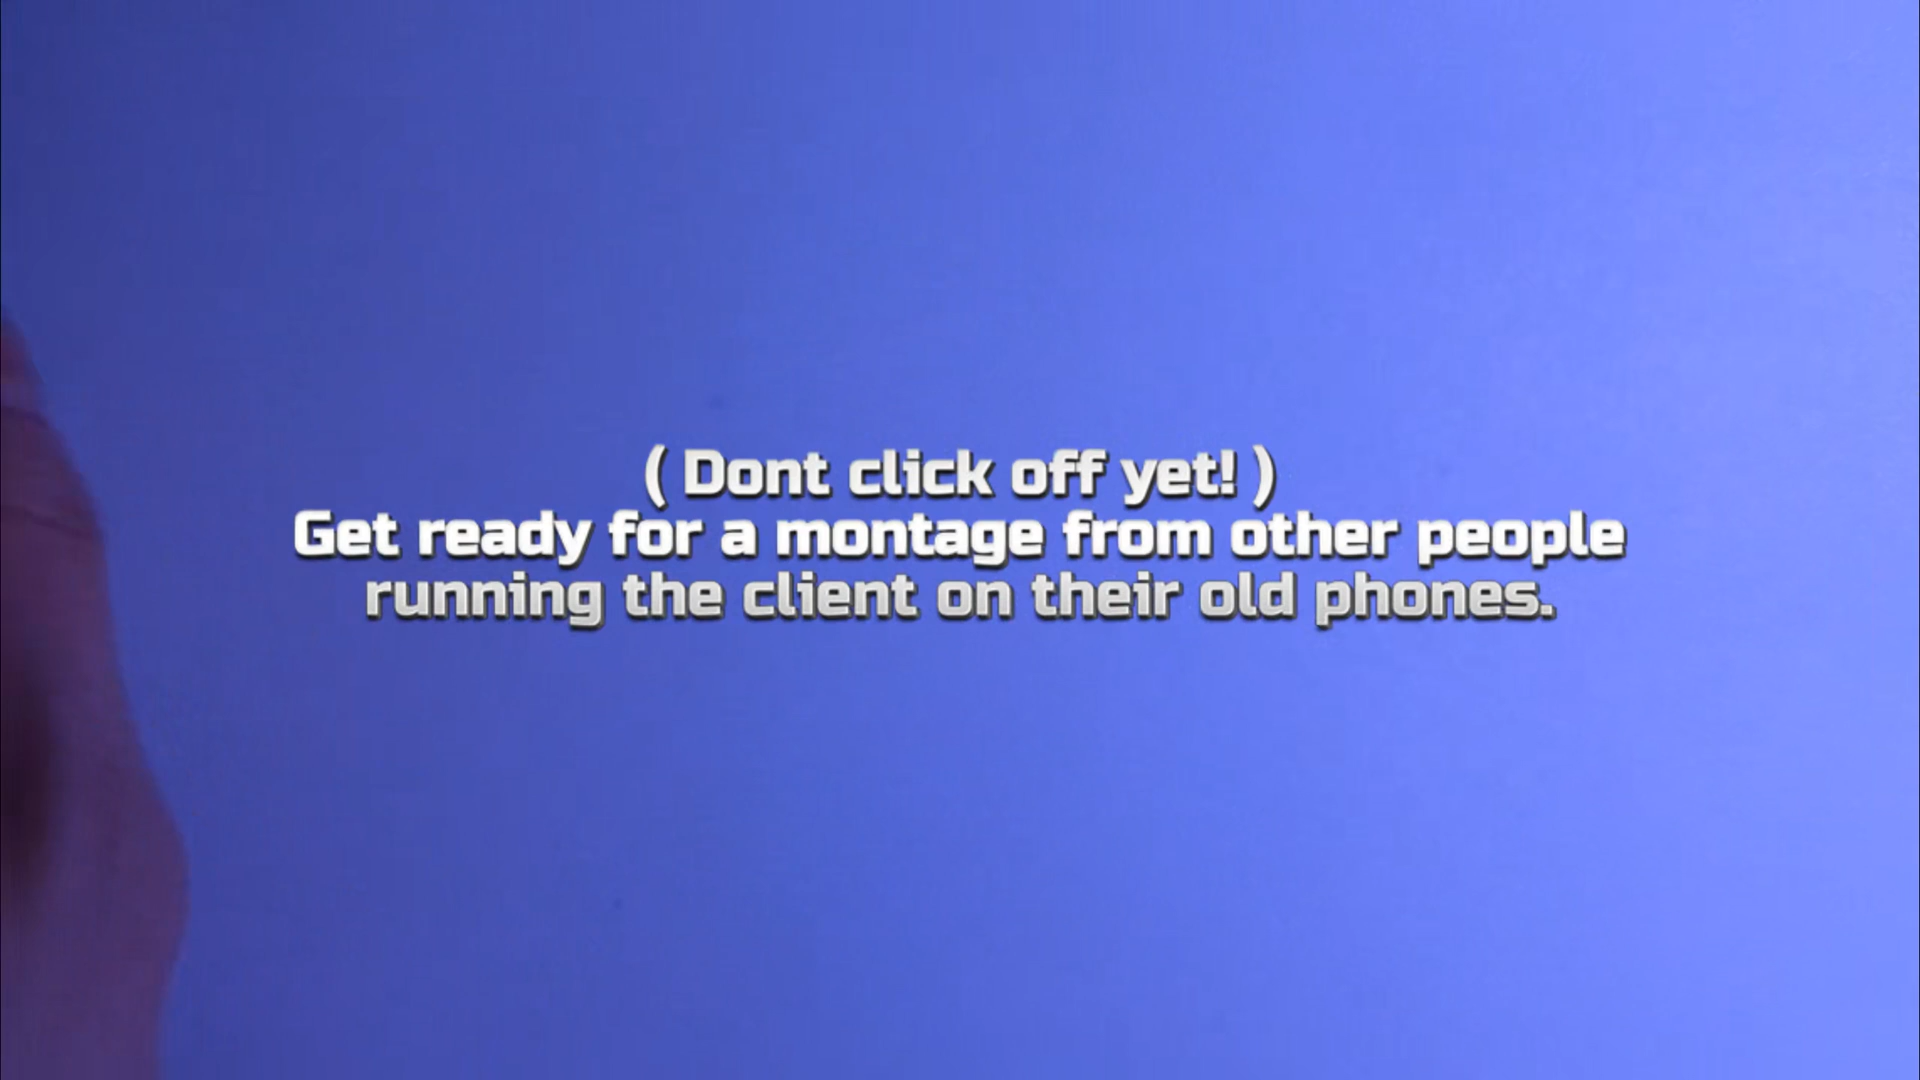 ( Dont click off yet! )
Get ready for a montage from other people
running the client on their old phones.